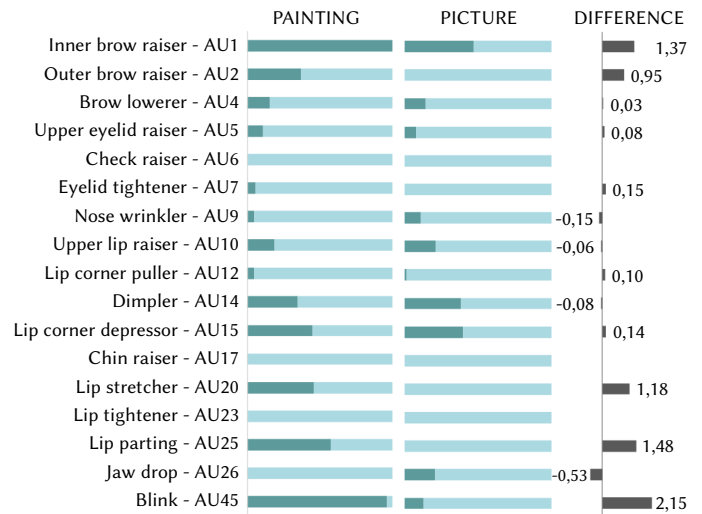 PAINTING PICTURE DIFFERENCE
Inner brow raiser - AU1 1,37
Outer brow raiser - AU2 0,95
Brow lowerer - AU4 0,03
Upper eyelid raiser - AU5 0,08
Check raiser - AU6
Eyelid tightener - AU7 0,15
Nose wrinkler - AU9 -0,15
Upper lip raiser - AU10 -0,06
Lip corner puller - AU12 0,10
Dimpler - AU14 -0,08
Lip corner depressor - AU15 0,14
Chin raiser - AU17
Lip stretcher - AU20 1,18
Lip tightener - AU23
Lip parting - AU25 1,48
Jaw drop - AU26 -0,53
Blink - AU45 2,15